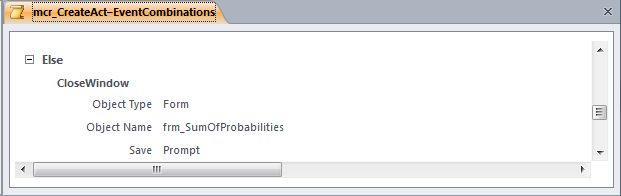 mcr_CreateAct-EventCombinations
Else
CloseWindow
Object Type Form
Object Name frm_SumOfProbabilities
Save Prompt